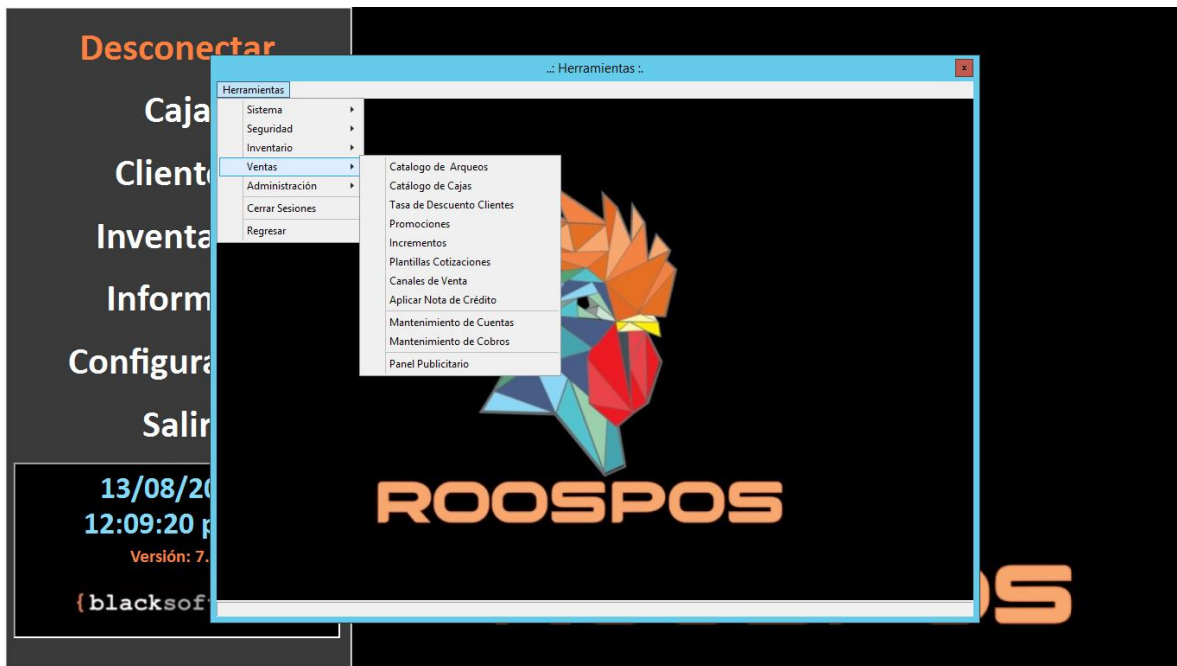 Desconectar
..: Herramientas :.
x
Herramientas
Sistema
Seguridad
Inventario
Ventas
Administración
Cerrar Sesiones
Regresar
Catalogo de Arqueos
Catálogo de Cajas
Tasa de Descuento Clientes
Promociones
Incrementos
Plantillas Cotizaciones
Canales de Venta
Aplicar Nota de Crédito
Mantenimiento de Cuentas
Mantenimiento de Cobros
Panel Publicitario
Caja
Client
Inventa
Inform
Configura
Salir
13/08/20
12:09:20 p
Versión: 7.
{blacksof
ROOSPOS
OS